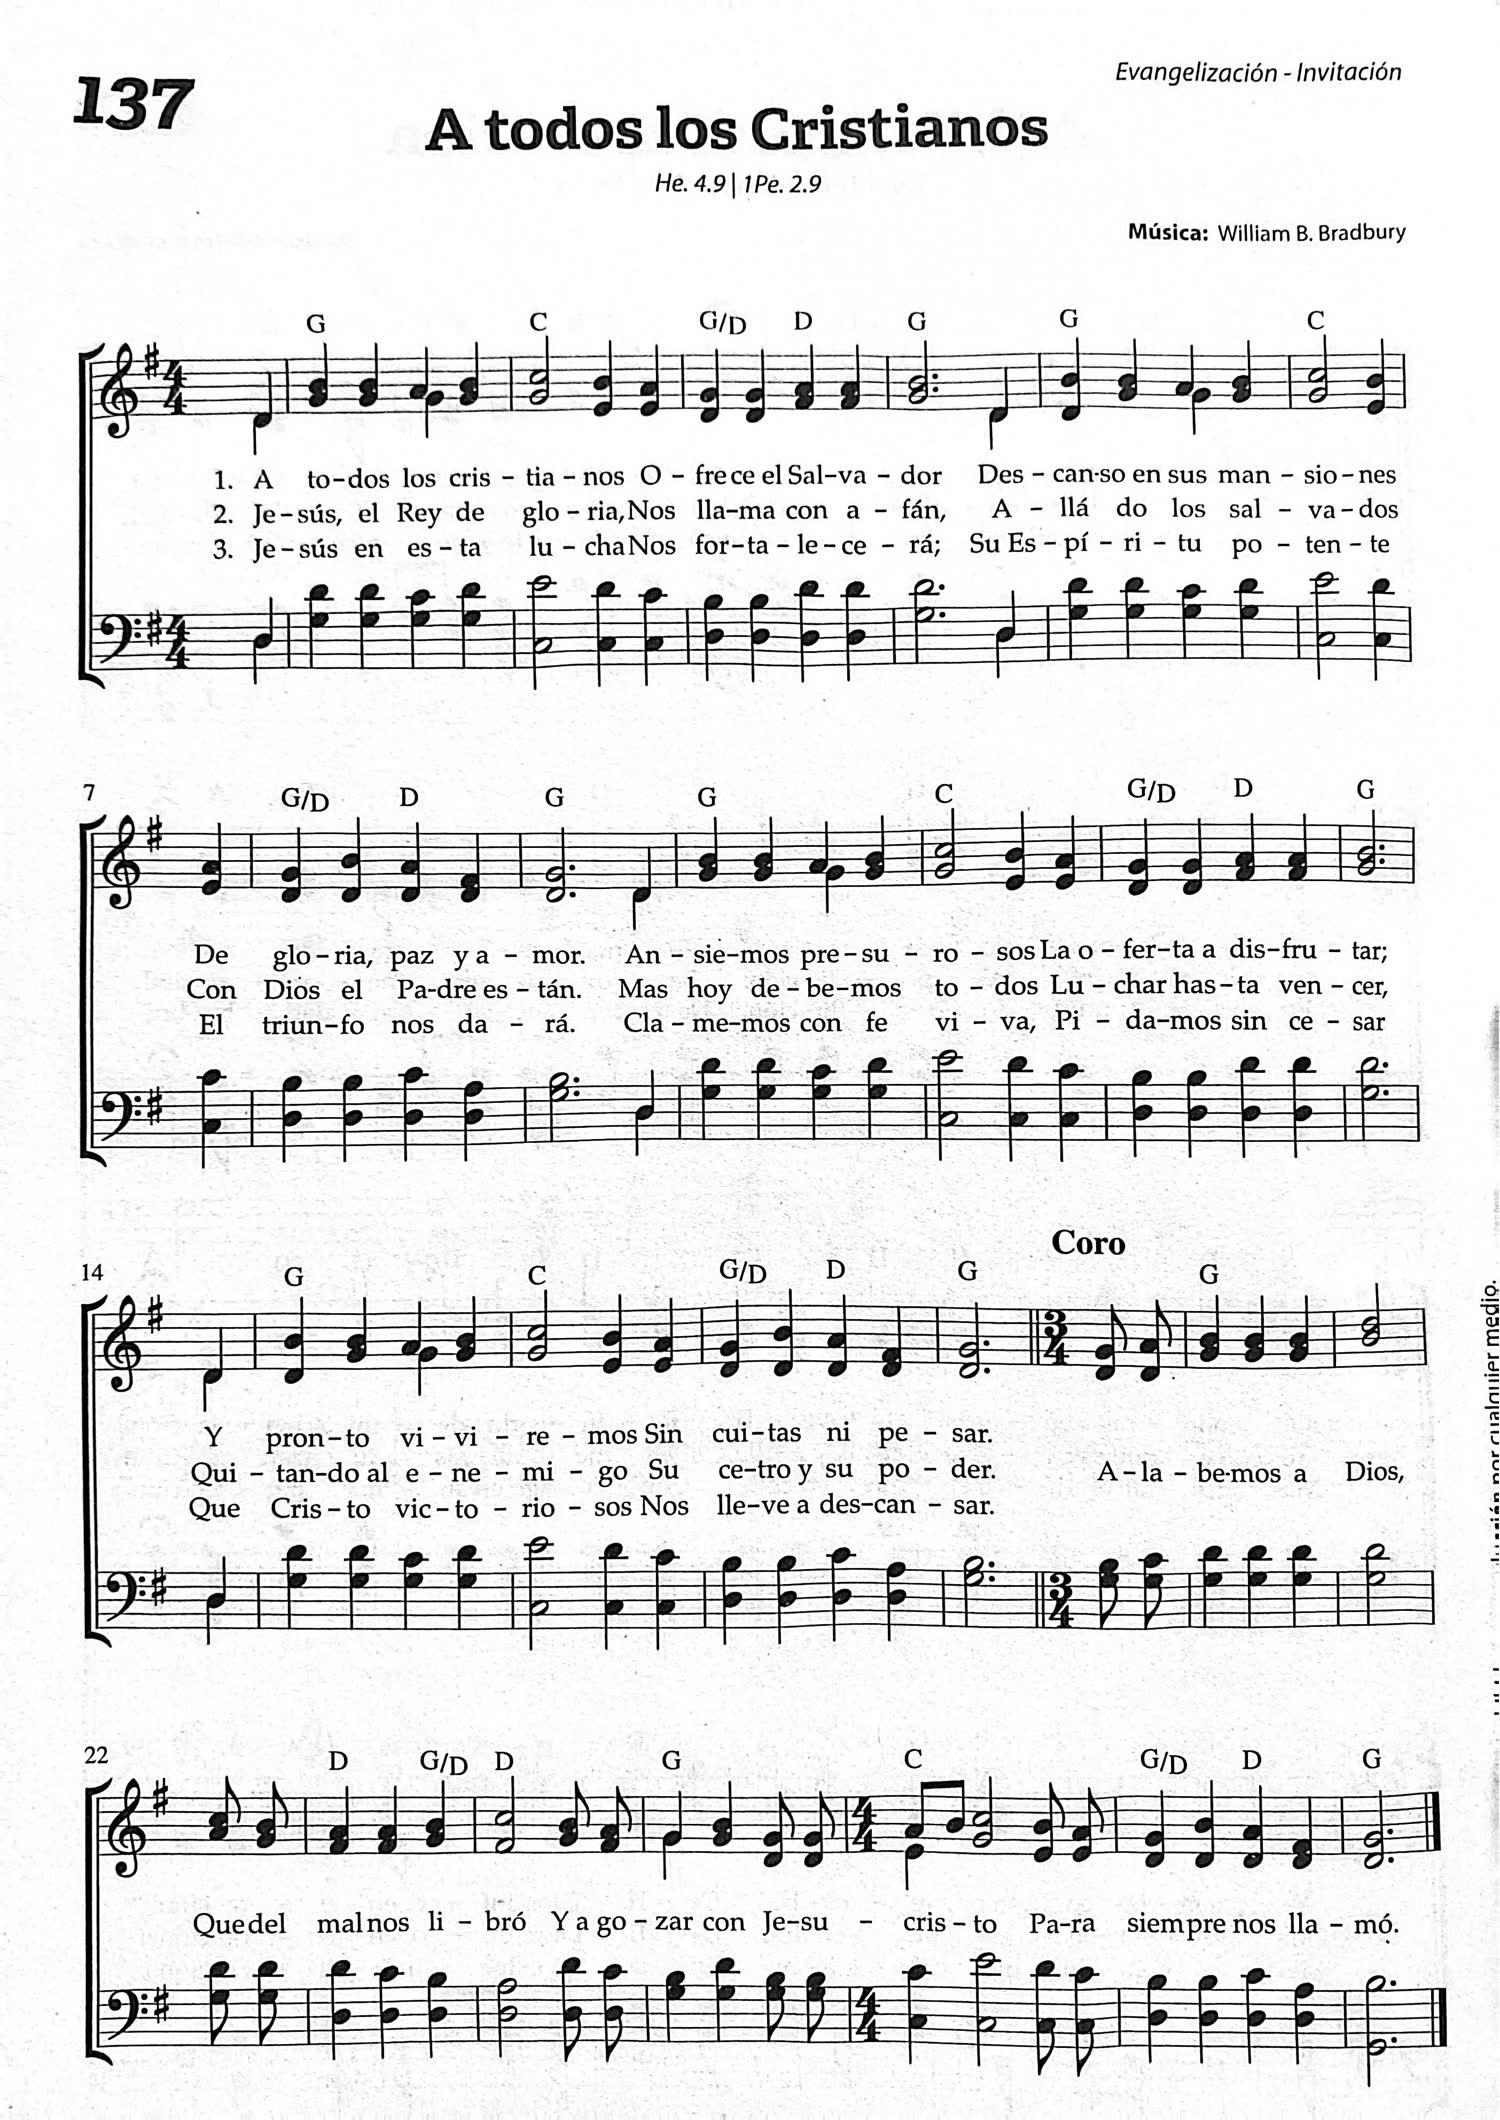 137
Evangelización - Invitación
A todos los Cristianos
He. 4.9 | 1Pe. 2.9
Música: William B. Bradbury
G C G/D D G G C
1. A to-dos los cris - tia - nos O - frece el Sal-va - dor Des - can-so en sus man - sio-nes
2. Je-sús, el Rey de glo - ria, Nos lla-ma con a - fán, A - llá do los sal - va-dos
3. Je-sús en es-ta lu - cha Nos for-ta - le-ce - rá; Su Es-pí - ri - tu po - ten-te
7
G/D D G G C G/D D G
De glo-ria, paz y a - mor. An - sie-mos pre-su - ro - sos La o - fer-ta a dis-fru - tar;
Con Dios el Pa-dre es-tán. Mas hoy de-be-mos to - dos Lu - char has-ta ven - cer,
El triun-fo nos da - rá. Cla - me-mos con fe vi - va, Pi - da-mos sin ce - sar
Coro
14
G C G/D D G G
Y pron-to vi-vi - re - mos Sin cui-tas ni pe - sar.
Qui - tan-do al e - ne - mi - go Su ce-tro y su po - der. A-la - be-mos a Dios,
Que Cris-to vic-to - rio - sos Nos lle-ve a des-can - sar.
22
D G/D D G C G/D D G
Que del mal nos li - bró Y a go - zar con Je-su - cris-to Pa-ra siempre nos lla - mó.
3/4
4/4
por cualquier medio.